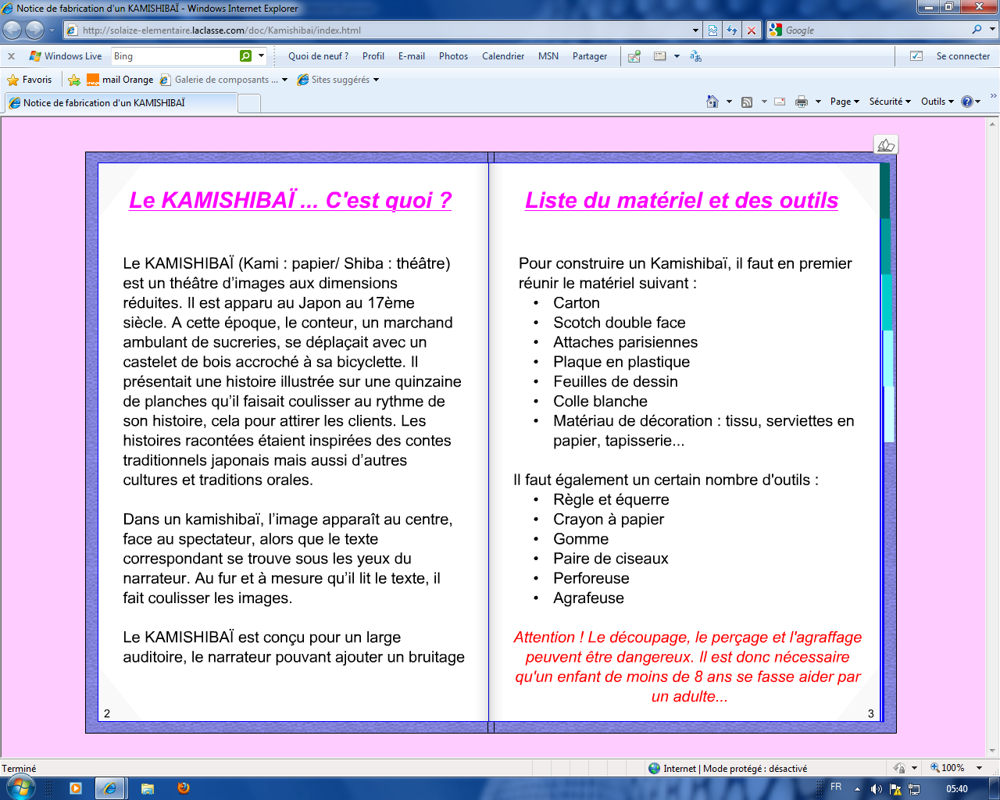 Notice de fabrication d'un KAMISHIBAÏ - Windows Internet Explorer
http://solaize-elementaire.laclasse.com/doc/Kamishibai/index.html
Google
x Windows Live Bing Quoi de neuf ? Profil E-mail Photos Calendrier MSN Partager Se connecter
Favoris mail Orange Galerie de composants ... Sites suggérés
Notice de fabrication d'un KAMISHIBAÏ Page Sécurité Outils
Le KAMISHIBAÏ ... C'est quoi ?
Le KAMISHIBAÏ (Kami : papier/ Shiba : théâtre)
est un théâtre d’images aux dimensions
réduites. Il est apparu au Japon au 17ème
siècle. A cette époque, le conteur, un marchand
ambulant de sucreries, se déplaçait avec un
castelet de bois accroché à sa bicyclette. Il
présentait une histoire illustrée sur une quinzaine
de planches qu’il faisait coulisser au rythme de
son histoire, cela pour attirer les clients. Les
histoires racontées étaient inspirées des contes
traditionnels japonais mais aussi d’autres
cultures et traditions orales.
Dans un kamishibaï, l’image apparaît au centre,
face au spectateur, alors que le texte
correspondant se trouve sous les yeux du
narrateur. Au fur et à mesure qu’il lit le texte, il
fait coulisser les images.
Le KAMISHIBAÏ est conçu pour un large
auditoire, le narrateur pouvant ajouter un bruitage
2
Liste du matériel et des outils
Pour construire un Kamishibaï, il faut en premier
réunir le matériel suivant :
• Carton
• Scotch double face
• Attaches parisiennes
• Plaque en plastique
• Feuilles de dessin
• Colle blanche
• Matériau de décoration : tissu, serviettes en
papier, tapisserie...
Il faut également un certain nombre d'outils :
• Règle et équerre
• Crayon à papier
• Gomme
• Paire de ciseaux
• Perforeuse
• Agrafeuse
Attention ! Le découpage, le perçage et l'agraffage
peuvent être dangereux. Il est donc nécessaire
qu'un enfant de moins de 8 ans se fasse aider par
un adulte...
3
Terminé Internet | Mode protégé : désactivé 100%
FR 05:40